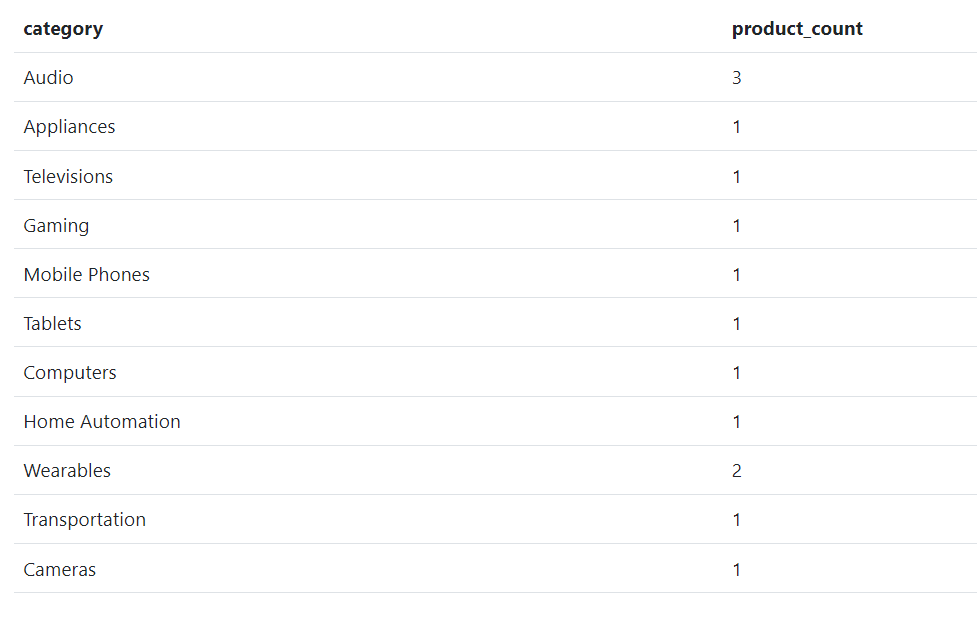 category product_count
Audio 3
Appliances 1
Televisions 1
Gaming 1
Mobile Phones 1
Tablets 1
Computers 1
Home Automation 1
Wearables 2
Transportation 1
Cameras 1